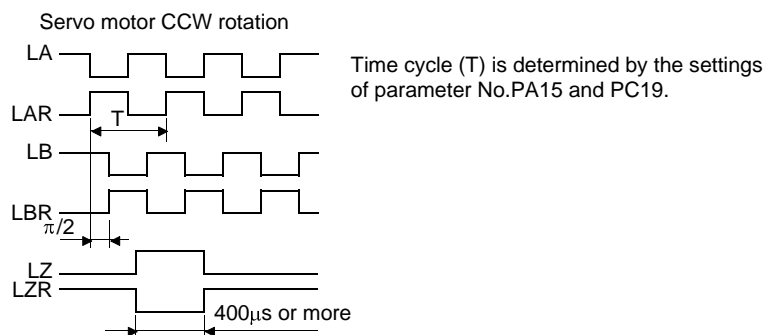 Servo motor CCW rotation
LA
Time cycle (T) is determined by the settings
of parameter No.PA15 and PC19.
LAR
T
LB
LBR
π/2
LZ
LZR
400μs or more